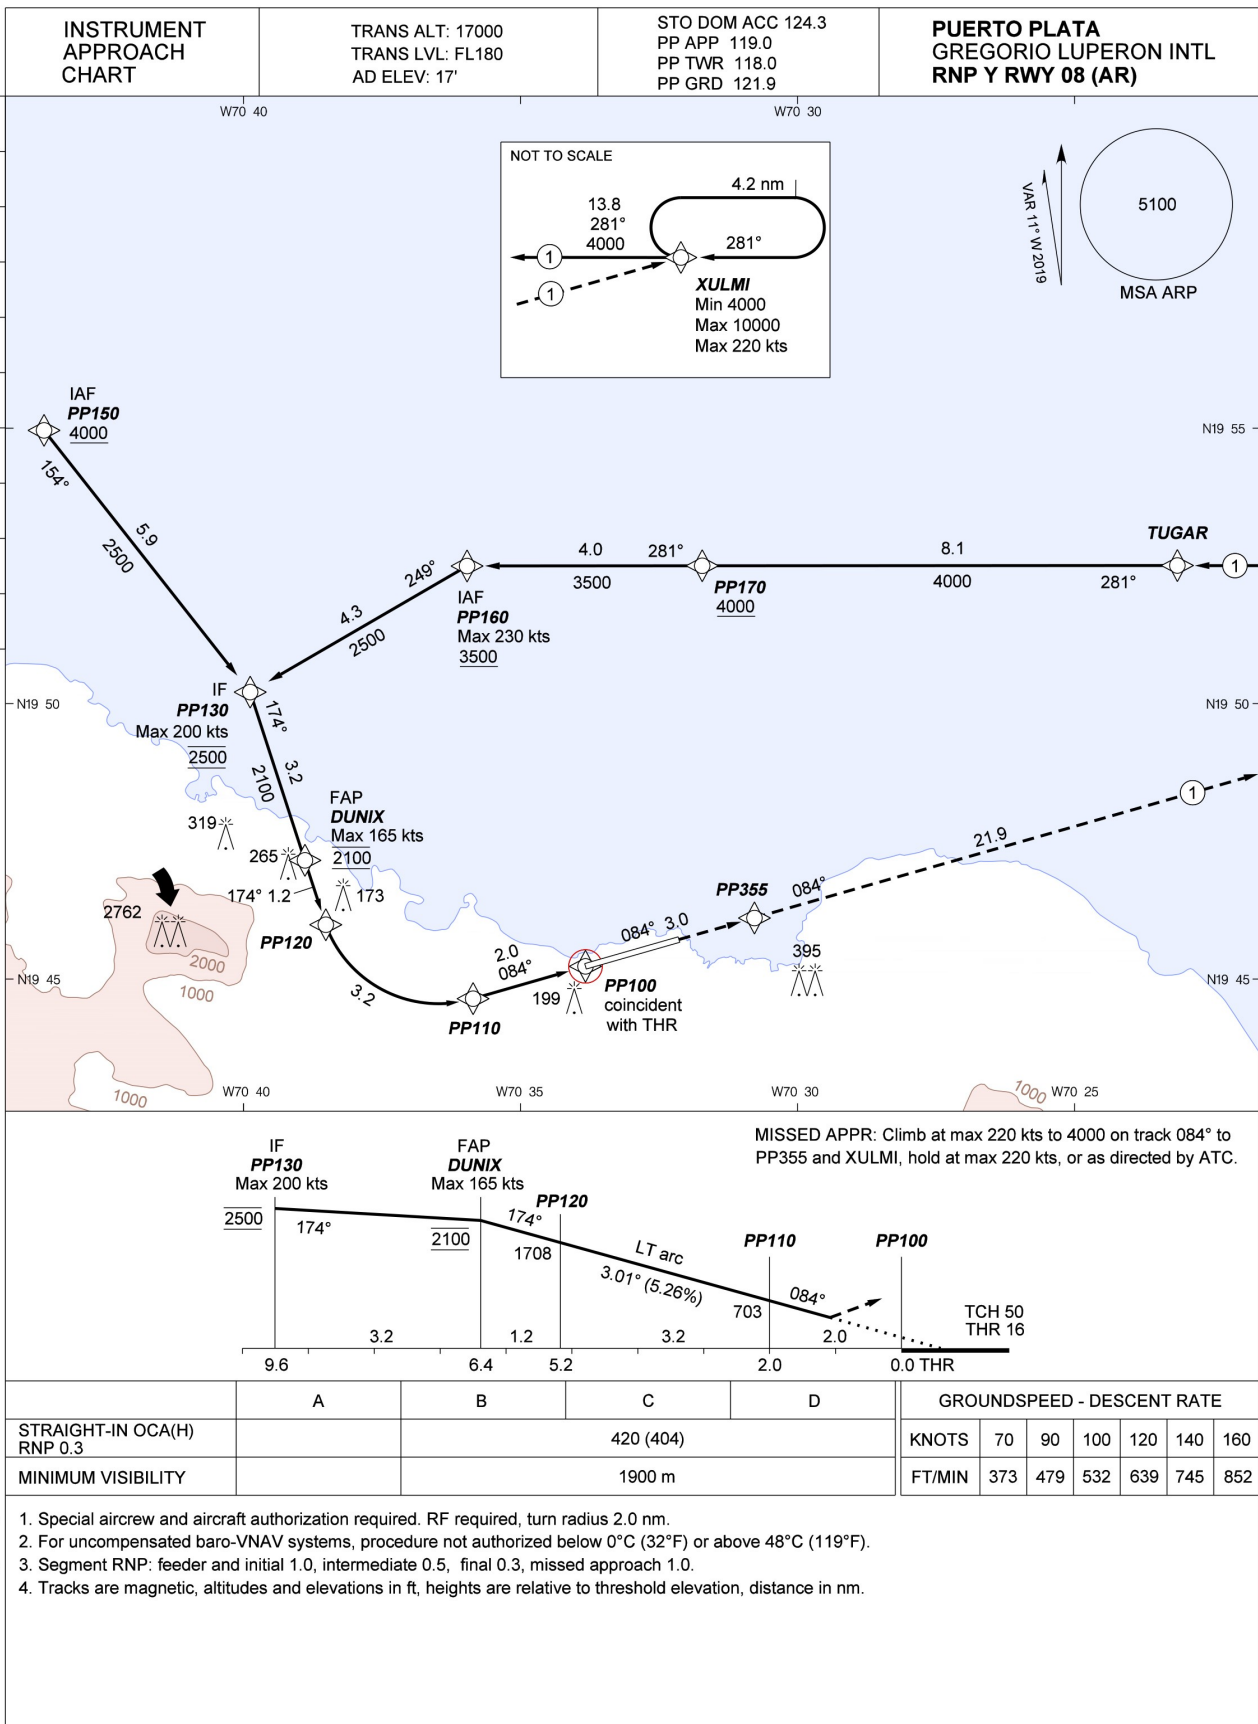 INSTRUMENT
APPROACH
CHART
TRANS ALT: 17000
TRANS LVL: FL180
AD ELEV: 17'
STO DOM ACC 124.3
PP APP 119.0
PP TWR 118.0
PP GRD 121.9
PUERTO PLATA
GREGORIO LUPERON INTL
RNP Y RWY 08 (AR)
W70 40
W70 30
NOT TO SCALE
4.2 nm
13.8
281°
4000
281°
1
1
XULMI
Min 4000
Max 10000
Max 220 kts
VAR 11° W 2019
5100
MSA ARP
IAF
PP150
4000
N19 55
154°
5.9
2500
TUGAR
4.0
281°
8.1
3500
4000
281°
1
249°
PP170
4000
IAF
PP160
Max 230 kts
3500
4.3
2500
N19 50
IF
PP130
Max 200 kts
2500
174°
3.2
2100
N19 50
FAP
DUNIX
Max 165 kts
2100
319
265
174° 1.2
173
1
21.9
2762
2000
1000
PP120
PP355
084°
084° 3.0
395
N19 45
3.2
2.0
084°
199
PP110
PP100
coincident
with THR
N19 45
1000
W70 40
W70 35
W70 30
1000
W70 25
MISSED APPR: Climb at max 220 kts to 4000 on track 084° to
PP355 and XULMI, hold at max 220 kts, or as directed by ATC.
IF
PP130
Max 200 kts
2500
174°
FAP
DUNIX
Max 165 kts
2100
174°
PP120
1708
LT arc
3.01° (5.26%)
PP110
703
084°
PP100
TCH 50
THR 16
3.2
1.2
3.2
2.0
9.6
6.4
5.2
2.0
0.0 THR
A
B
C
D
GROUNDSPEED - DESCENT RATE
STRAIGHT-IN OCA(H)
RNP 0.3
420 (404)
KNOTS 70 90 100 120 140 160
MINIMUM VISIBILITY
1900 m
FT/MIN 373 479 532 639 745 852
1. Special aircrew and aircraft authorization required. RF required, turn radius 2.0 nm.
2. For uncompensated baro-VNAV systems, procedure not authorized below 0°C (32°F) or above 48°C (119°F).
3. Segment RNP: feeder and initial 1.0, intermediate 0.5, final 0.3, missed approach 1.0.
4. Tracks are magnetic, altitudes and elevations in ft, heights are relative to threshold elevation, distance in nm.